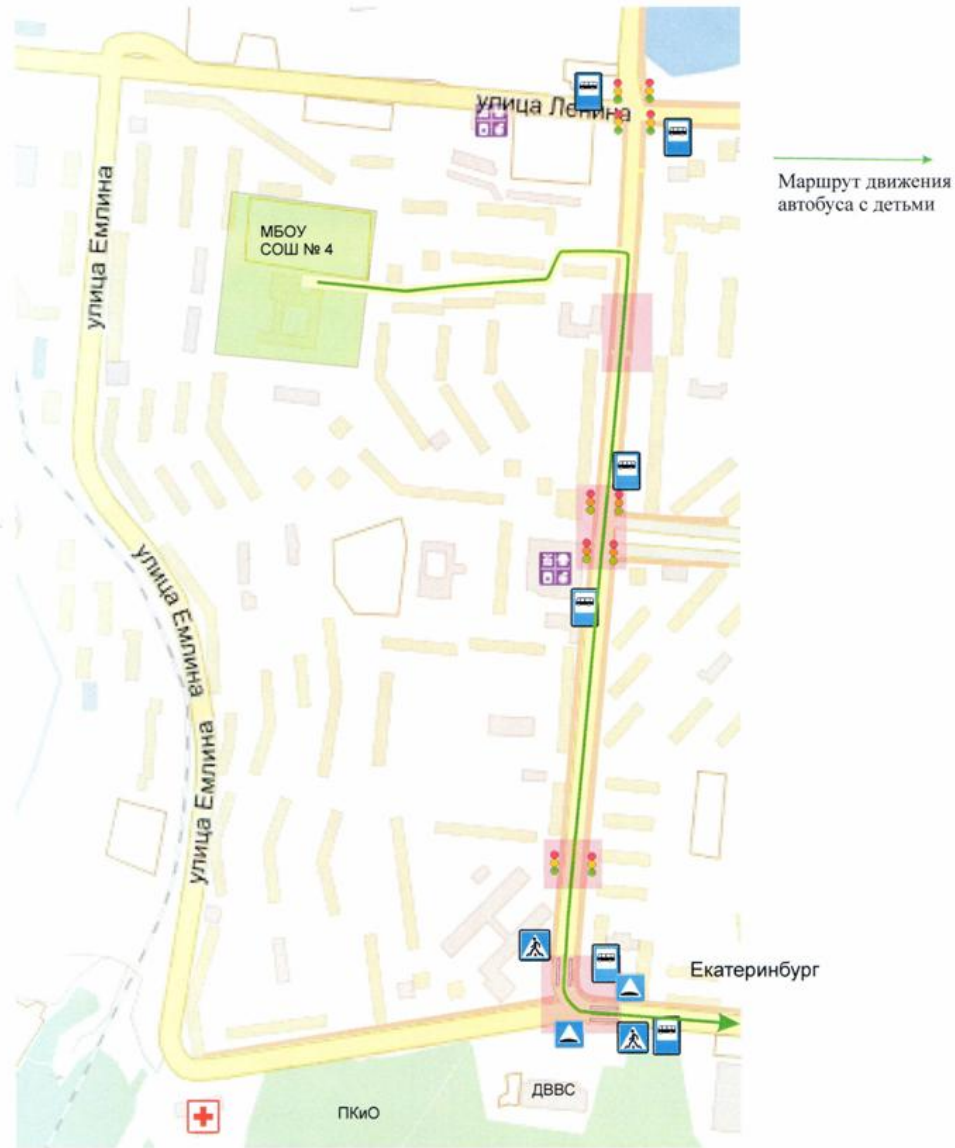 улица Ленина
Маршрут движения
автобуса с детьми
МБОУ
СОШ № 4
улица Емлина
улица Емлина
улица Емлина
Екатеринбург
ДВВС
ПКиО